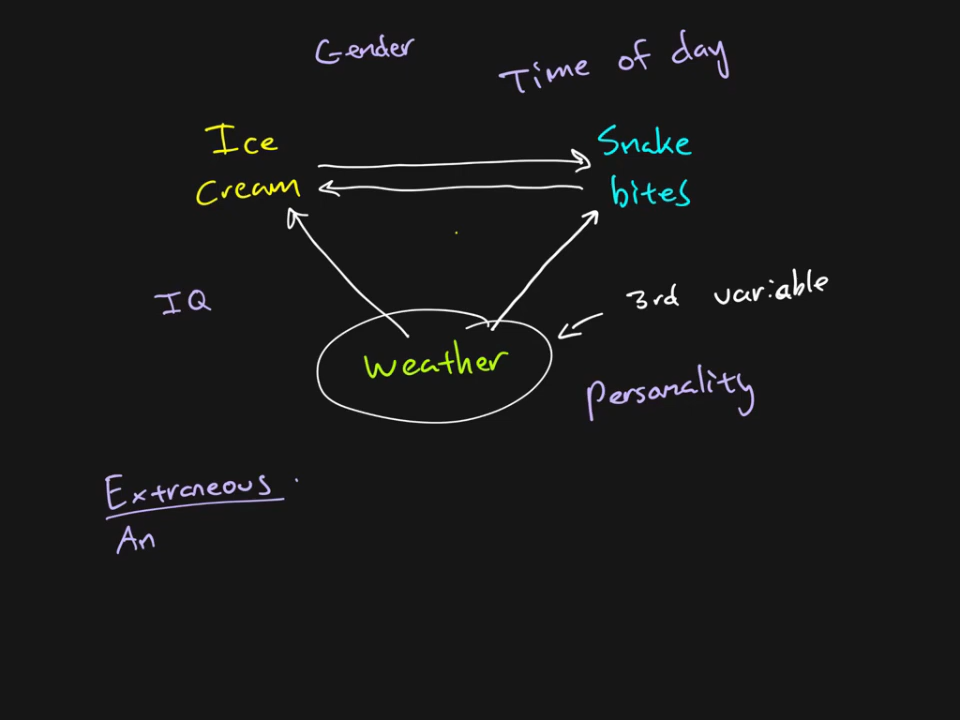 Gender
Time of day
Ice
Cream
Snake
bites
IQ
3rd variable
Weather
Personality
Extraneous
An